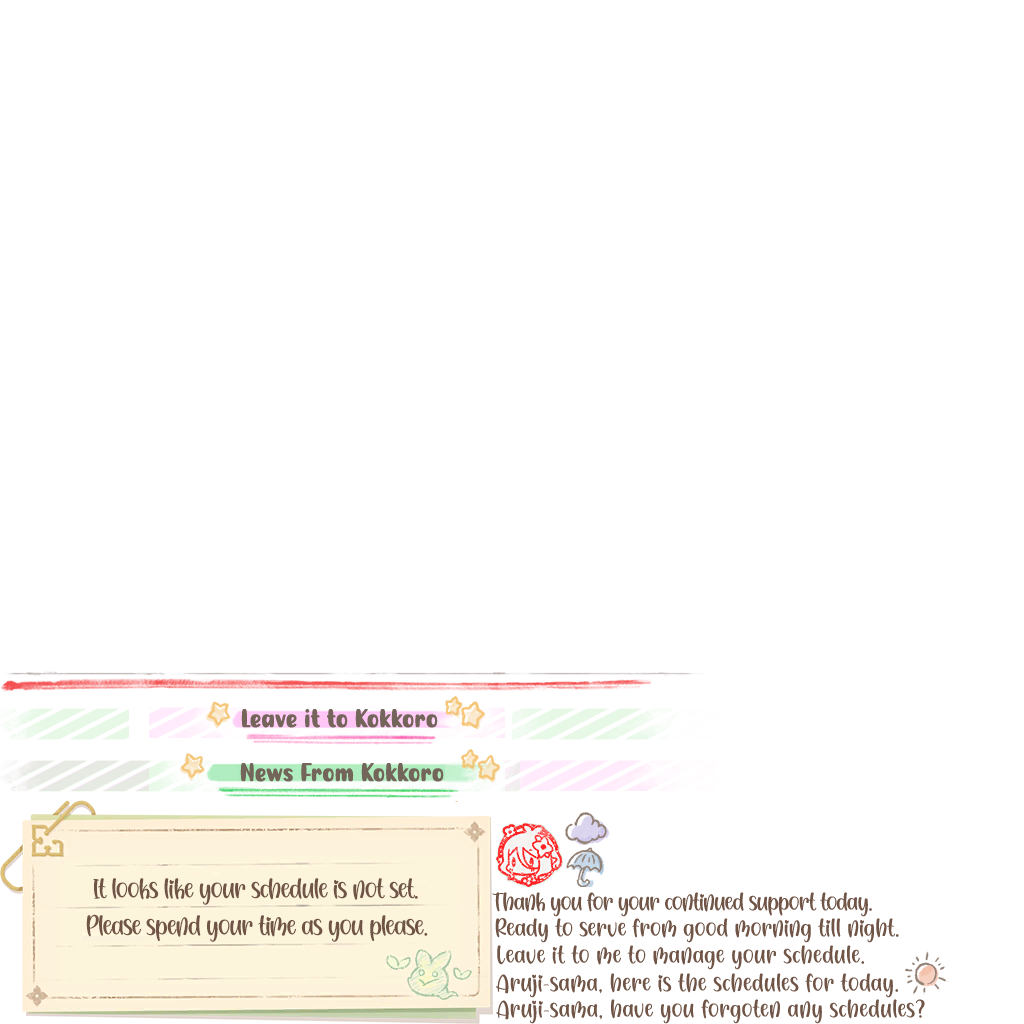 Leave it to Kokkoro
News From Kokkoro
It looks like your schedule is not set.
Please spend your time as you please.
Thank you for your continued support today.
Ready to serve from good morning till night.
Leave it to me to manage your schedule.
Aruji-sama, here is the schedules for today.
Aruji-sama, have you forgoten any schedules?